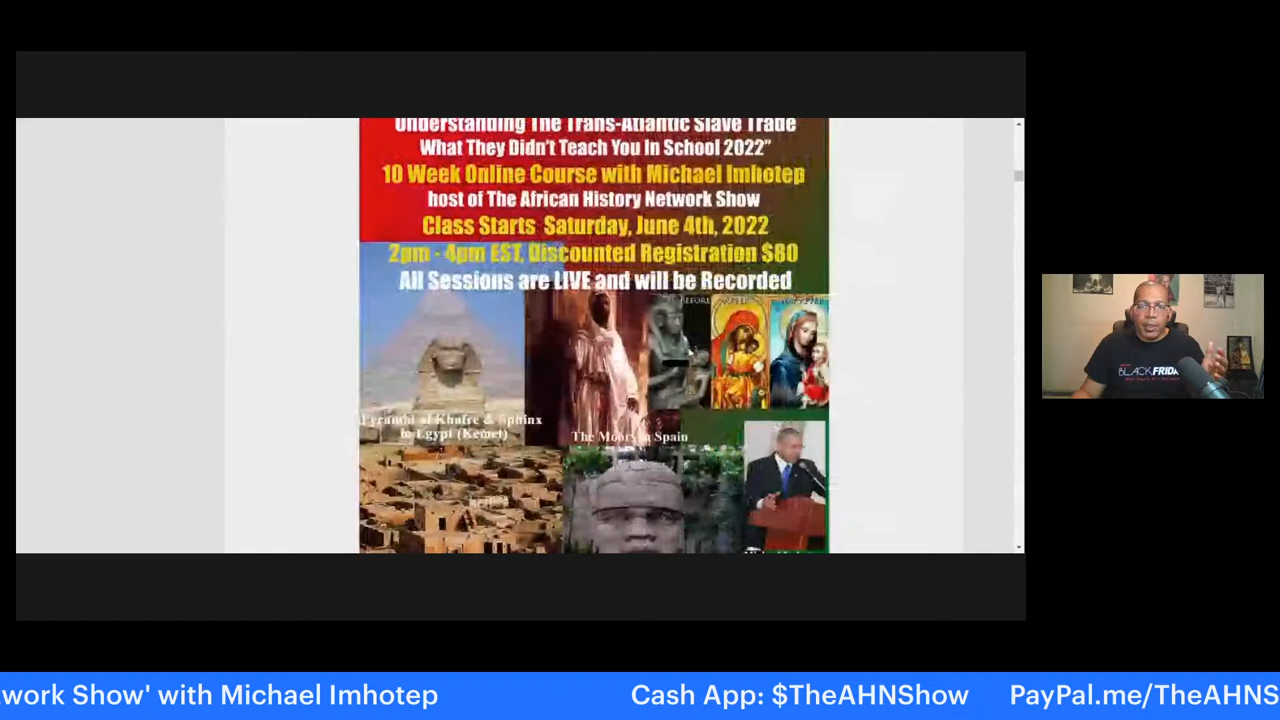 Understanding The Trans-Atlantic Slave Trade
What They Didn't Teach You In School 2022”
10 Week Online Course with Michael Imhotep
host of The African History Network Show
Class Starts Saturday, June 4th, 2022
2pm - 4pm EST, Discounted Registration $80
All Sessions are LIVE and will be Recorded
BEFORE
Pyramid of Khafre & Sphinx
in Egypt (Kemet)
The Moors in Spain
BLACK FRIDA
work Show' with Michael Imhotep
Cash App: $TheAHNShow
PayPal.me/TheAHNS